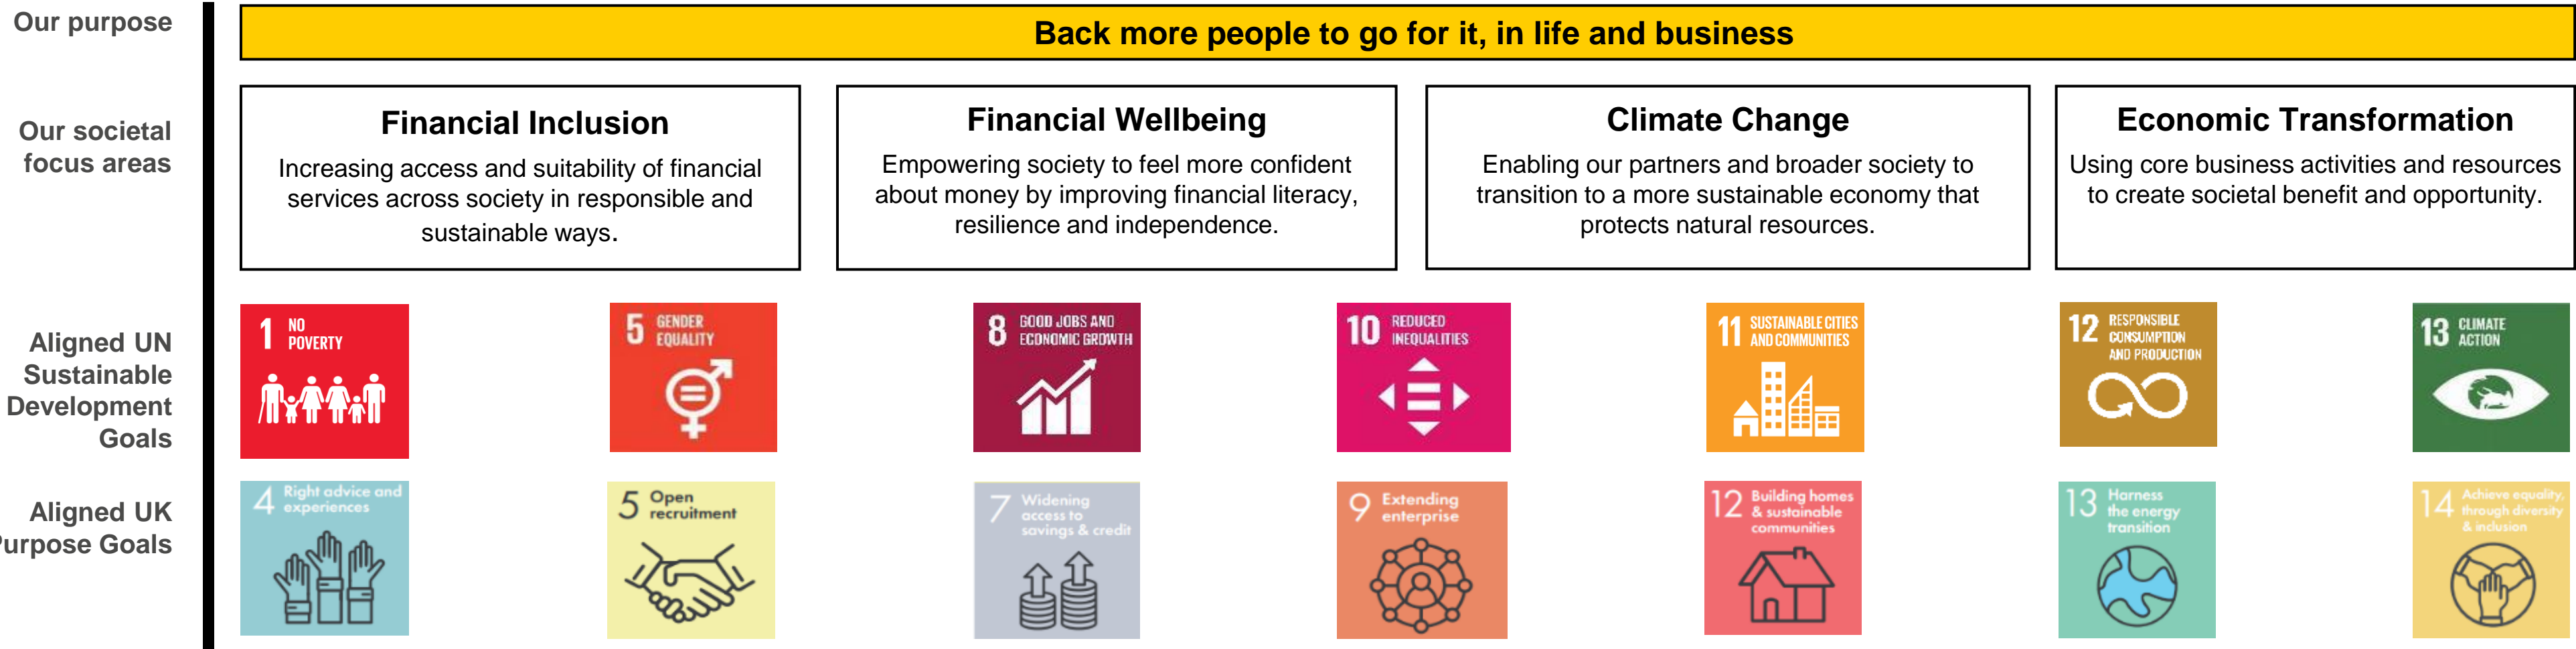 Our purpose
Back more people to go for it, in life and business
Our societal
focus areas
Financial Inclusion
Increasing access and suitability of financial
services across society in responsible and
sustainable ways.
Financial Wellbeing
Empowering society to feel more confident
about money by improving financial literacy,
resilience and independence.
Climate Change
Enabling our partners and broader society to
transition to a more sustainable economy that
protects natural resources.
Economic Transformation
Using core business activities and resources
to create societal benefit and opportunity.
Aligned UN
Sustainable
Development
Goals
1 NO
POVERTY
5 GENDER
EQUALITY
8 GOOD JOBS AND
ECONOMIC GROWTH
10 REDUCED
INEQUALITIES
11 SUSTAINABLE CITIES
AND COMMUNITIES
12 RESPONSIBLE
CONSUMPTION
AND PRODUCTION
13 CLIMATE
ACTION
Aligned UK
Purpose Goals
4 Right advice and
experiences
5 Open
recruitment
7 Widening
access to
savings & credit
9 Extending
enterprise
12 Building homes
& sustainable
communities
13 Harness
the energy
transition
14 Achieve equality,
through diversity
& inclusion